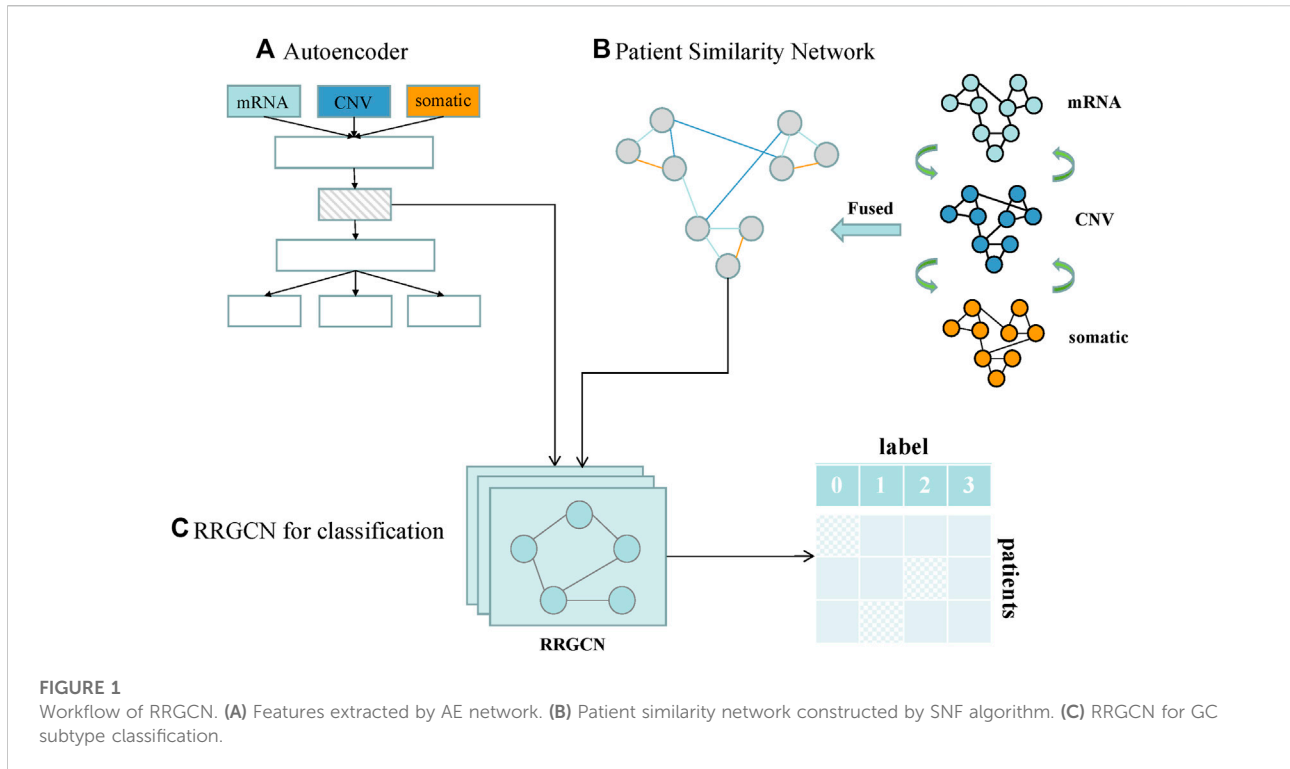 A Autoencoder
mRNA
CNV
somatic
B Patient Similarity Network
mRNA
CNV
somatic
Fused
C RRGCN for classification
RRGCN
label
0 1 2 3
patients
FIGURE 1
Workflow of RRGCN. (A) Features extracted by AE network. (B) Patient similarity network constructed by SNF algorithm. (C) RRGCN for GC
subtype classification.